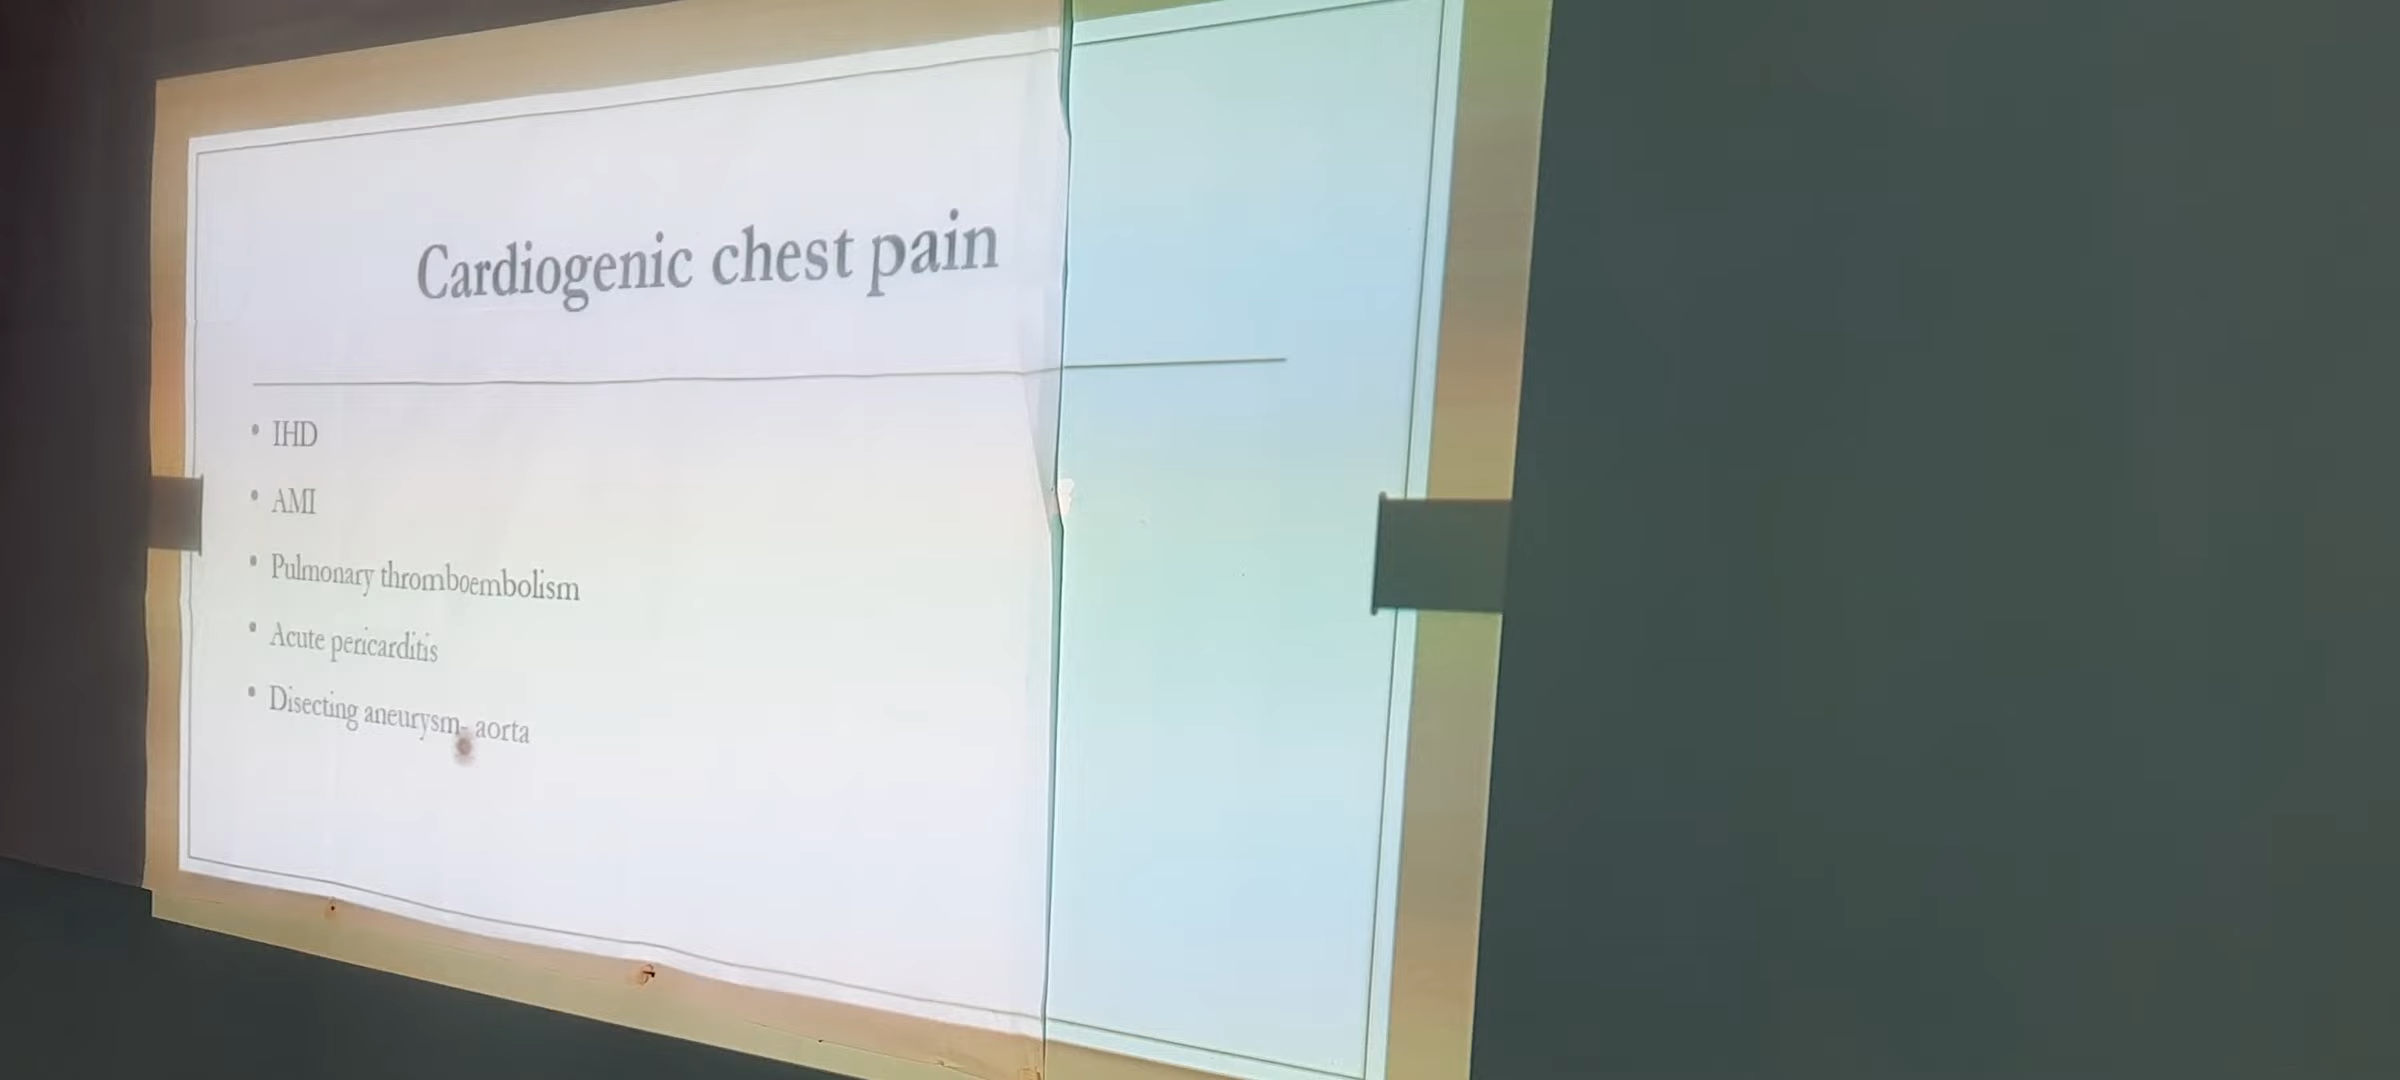 Cardiogenic chest pain
• IHD
• AMI
• Pulmonary thromboembolism
• Acute pericarditis
• Disecting aneurysm- aorta